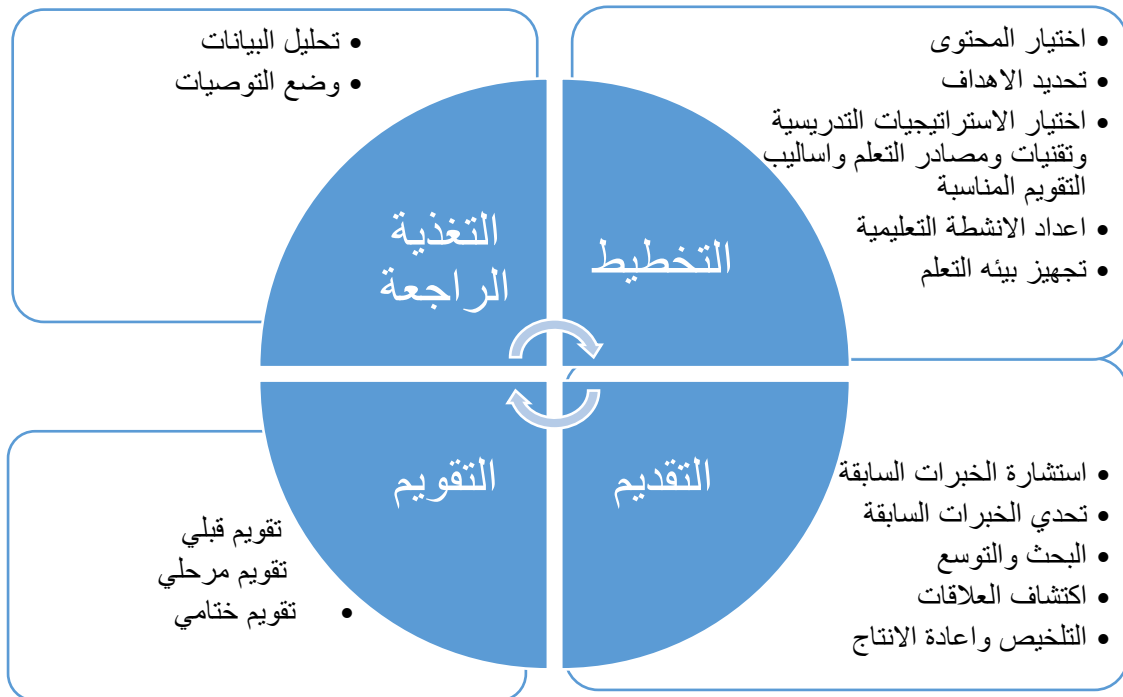 التخطيط
• اختيار المحتوى
• تحديد الاهداف
• اختيار الاستراتيجيات التدريسية
وتقنيات ومصادر التعلم واساليب
التقويم المناسبة
• اعداد الانشطة التعليمية
• تجهيز بيئه التعلم
التقديم
• استشارة الخبرات السابقة
• تحدي الخبرات السابقة
• البحث والتوسع
• اكتشاف العلاقات
• التلخيص واعادة الانتاج
التقويم
تقويم قبلي
تقويم مرحلي
• تقويم ختامي
التغذية
الراجعة
• تحليل البيانات
• وضع التوصيات